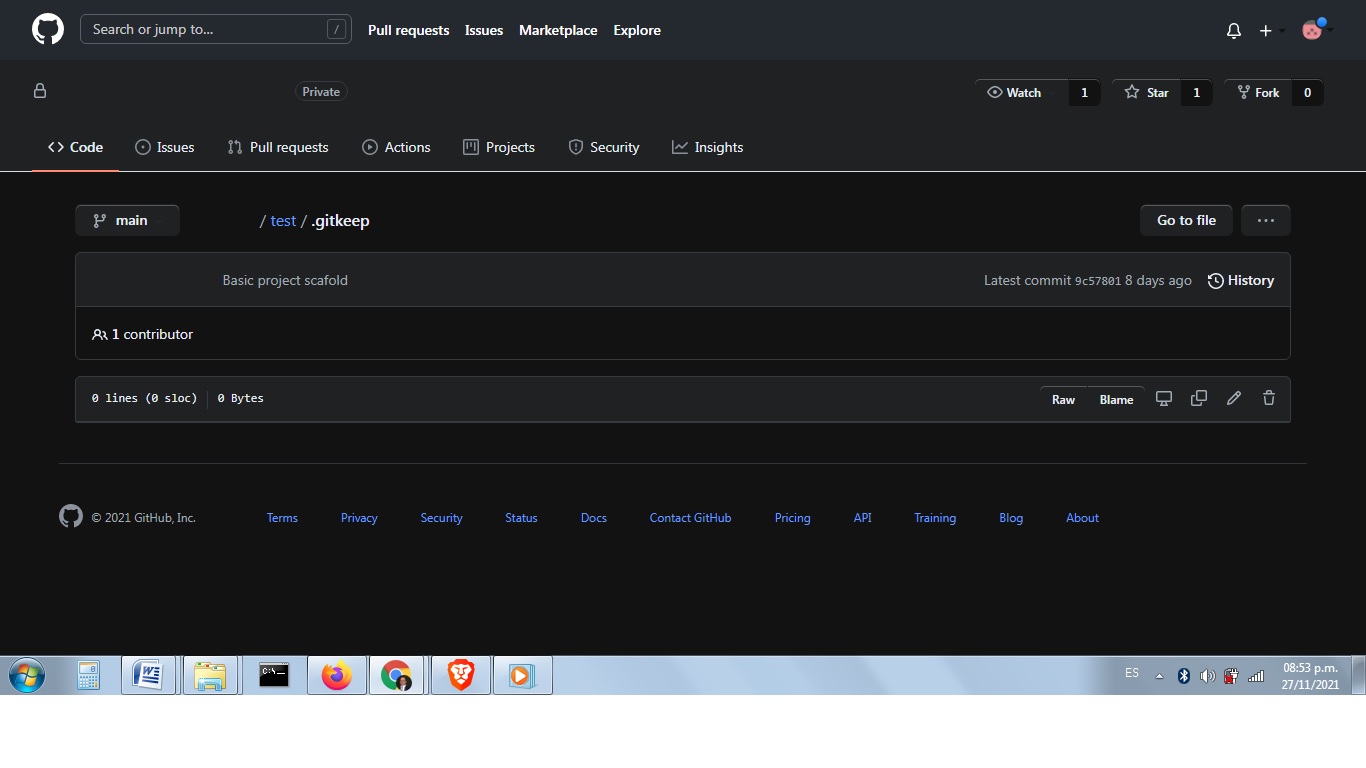 Search or jump to... / Pull requests Issues Marketplace Explore
Private Watch 1 Star 1 Fork 0
Code Issues Pull requests Actions Projects Security Insights
main / test / .gitkeep Go to file ...
Basic project scafold Latest commit 9c57801 8 days ago History
1 contributor
0 lines (0 sloc) 0 Bytes Raw Blame
© 2021 GitHub, Inc. Terms Privacy Security Status Docs Contact GitHub Pricing API Training Blog About
ES 08:53 p.m.
27/11/2021